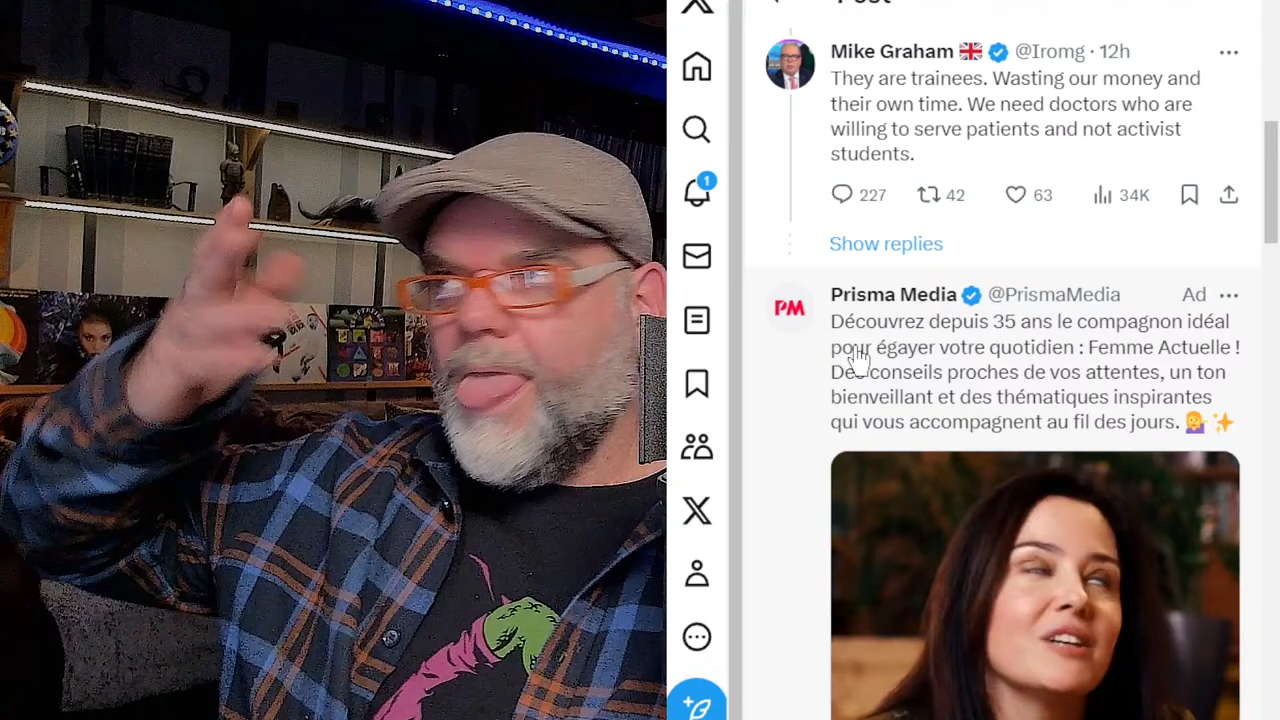 Post
Mike Graham 🇬🇧 @Iromg · 12h
They are trainees. Wasting our money and
their own time. We need doctors who are
willing to serve patients and not activist
students.
227 42 63 34K
1
Show replies
PM
Prisma Media @PrismaMedia Ad
Découvrez depuis 35 ans le compagnon idéal
pour égayer votre quotidien : Femme Actuelle !
Des conseils proches de vos attentes, un ton
bienveillant et des thématiques inspirantes
qui vous accompagnent au fil des jours. 💁‍♀️✨